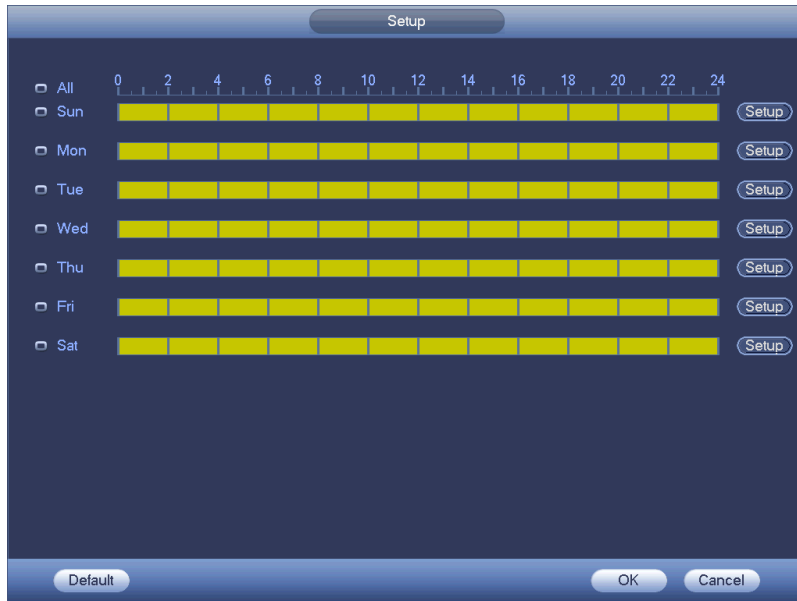 Setup
All 0 2 4 6 8 10 12 14 16 18 20 22 24
Sun Setup
Mon Setup
Tue Setup
Wed Setup
Thu Setup
Fri Setup
Sat Setup
Default OK Cancel